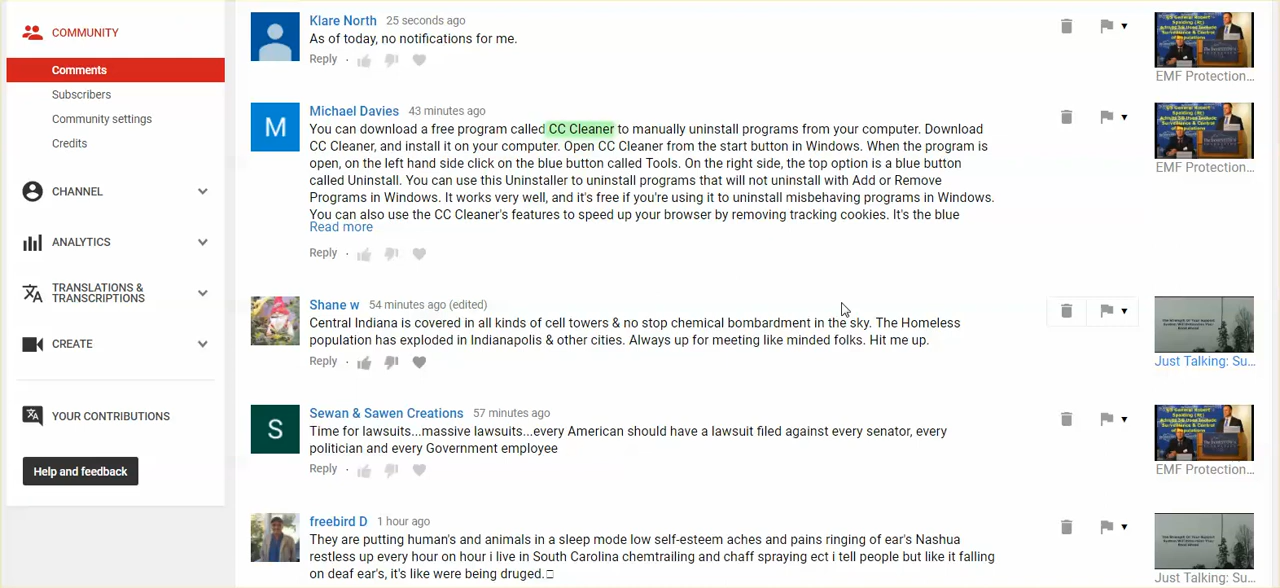 COMMUNITY
Comments
Subscribers
Community settings
Credits
CHANNEL
ANALYTICS
TRANSLATIONS &
TRANSCRIPTIONS
CREATE
YOUR CONTRIBUTIONS
Help and feedback
Klare North 25 seconds ago
As of today, no notifications for me.
Reply ·
EMF Protection...
M
Michael Davies 43 minutes ago
You can download a free program called CC Cleaner to manually uninstall programs from your computer. Download
CC Cleaner, and install it on your computer. Open CC Cleaner from the start button in Windows. When the program is
open, on the left hand side click on the blue button called Tools. On the right side, the top option is a blue button
called Uninstall. You can use this Uninstaller to uninstall programs that will not uninstall with Add or Remove
Programs in Windows. It works very well, and it's free if you're using it to uninstall misbehaving programs in Windows.
You can also use the CC Cleaner's features to speed up your browser by removing tracking cookies. It's the blue
Read more
Reply ·
EMF Protection...
Shane w 54 minutes ago (edited)
Central Indiana is covered in all kinds of cell towers & no stop chemical bombardment in the sky. The Homeless
population has exploded in Indianapolis & other cities. Always up for meeting like minded folks. Hit me up.
Reply ·
Just Talking: Su...
S
Sewan & Sawen Creations 57 minutes ago
Time for lawsuits...massive lawsuits...every American should have a lawsuit filed against every senator, every
politician and every Government employee
Reply ·
EMF Protection...
freebird D 1 hour ago
They are putting human's and animals in a sleep mode low self-esteem aches and pains ringing of ear's Nashua
restless up every hour on hour i live in South Carolina chemtrailing and chaff spraying ect i tell people but like it falling
on deaf ear's, it's like were being druged.
Just Talking: Su...